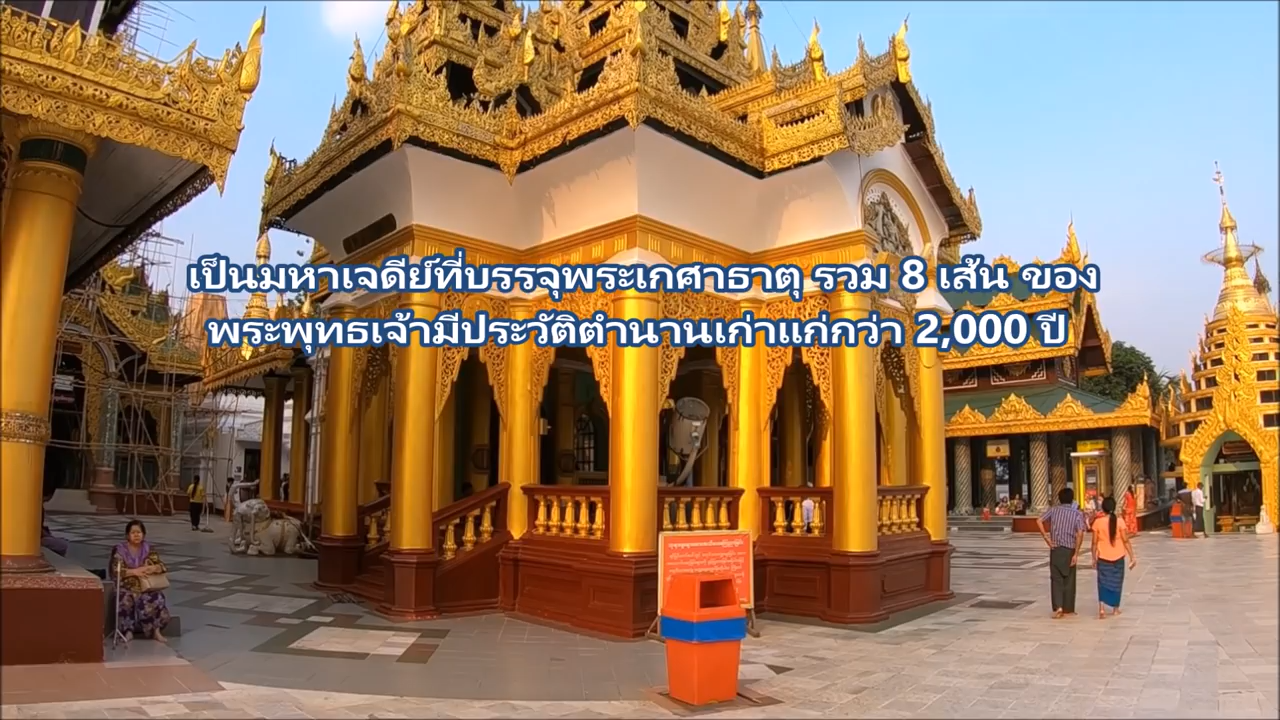 เป็นมหาเจดีย์ที่บรรจุพระเกศาธาตุ รวม 8 เส้น ของ
พระพุทธเจ้ามีประวัติตำนานเก่าแก่กว่า 2,000 ปี